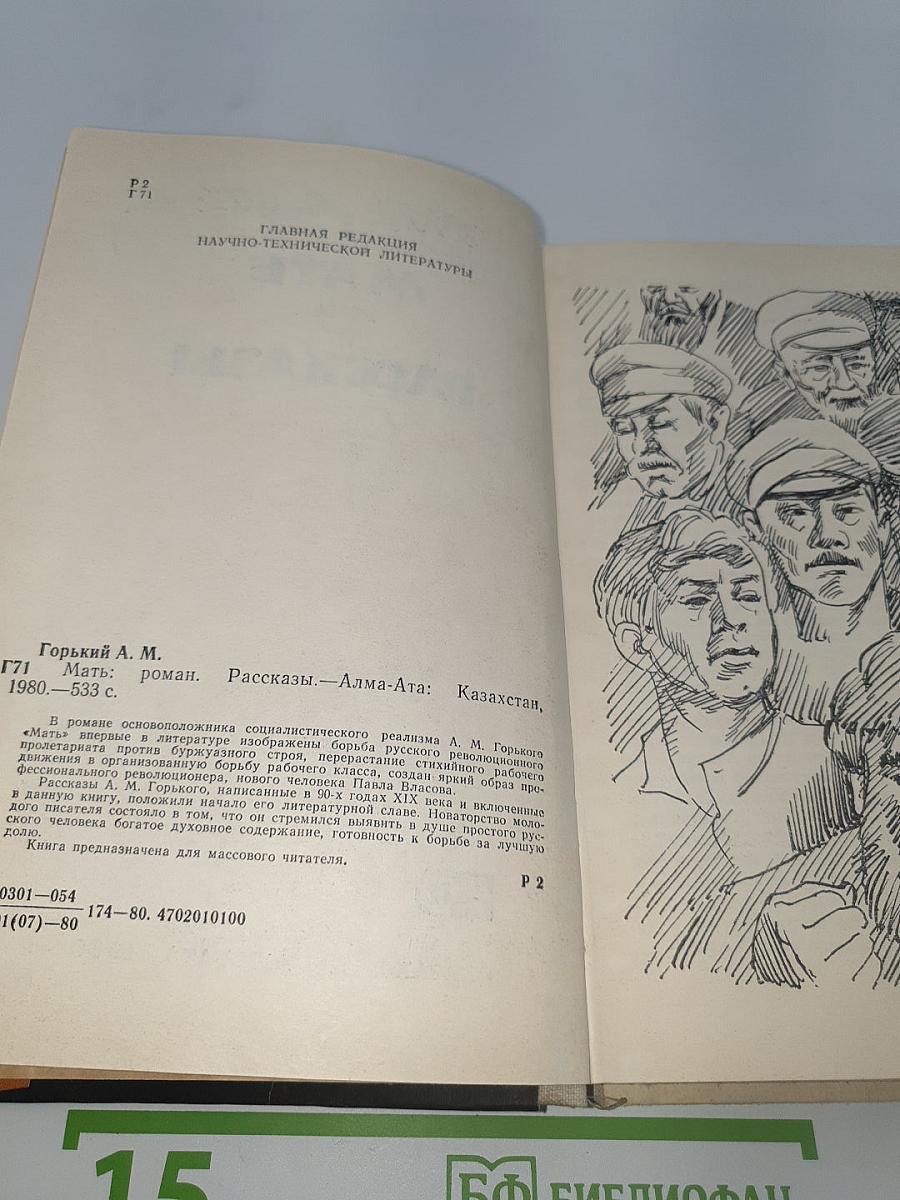 Р 2
Г 71
ГЛАВНАЯ РЕДАКЦИЯ
НАУЧНО-ТЕХНИЧЕСКОЙ ЛИТЕРАТУРЫ
Горький А. М.
Г71 Мать: роман. Рассказы.—Алма-Ата: Казахстан,
1980.—533 с.
В романе основоположника социалистического реализма А. М. Горького
«Мать» впервые в литературе изображены борьба русского революционного
пролетариата против буржуазного строя, перерастание стихийного рабочего
движения в организованную борьбу рабочего класса, создан яркий образ про-
фессионального революционера, нового человека Павла Власова.
Рассказы А. М. Горького, написанные в 90-х годах XIX века и включенные
в данную книгу, положили начало его литературной славе. Новаторство моло-
дого писателя состояло в том, что он стремился выявить в душе простого рус-
ского человека богатое духовное содержание, готовность к борьбе за лучшую
долю.
Книга предназначена для массового читателя.
Р 2
0301—054
1(07)—80
174—80. 4702010100
15
БФ БИБЛИОФАН